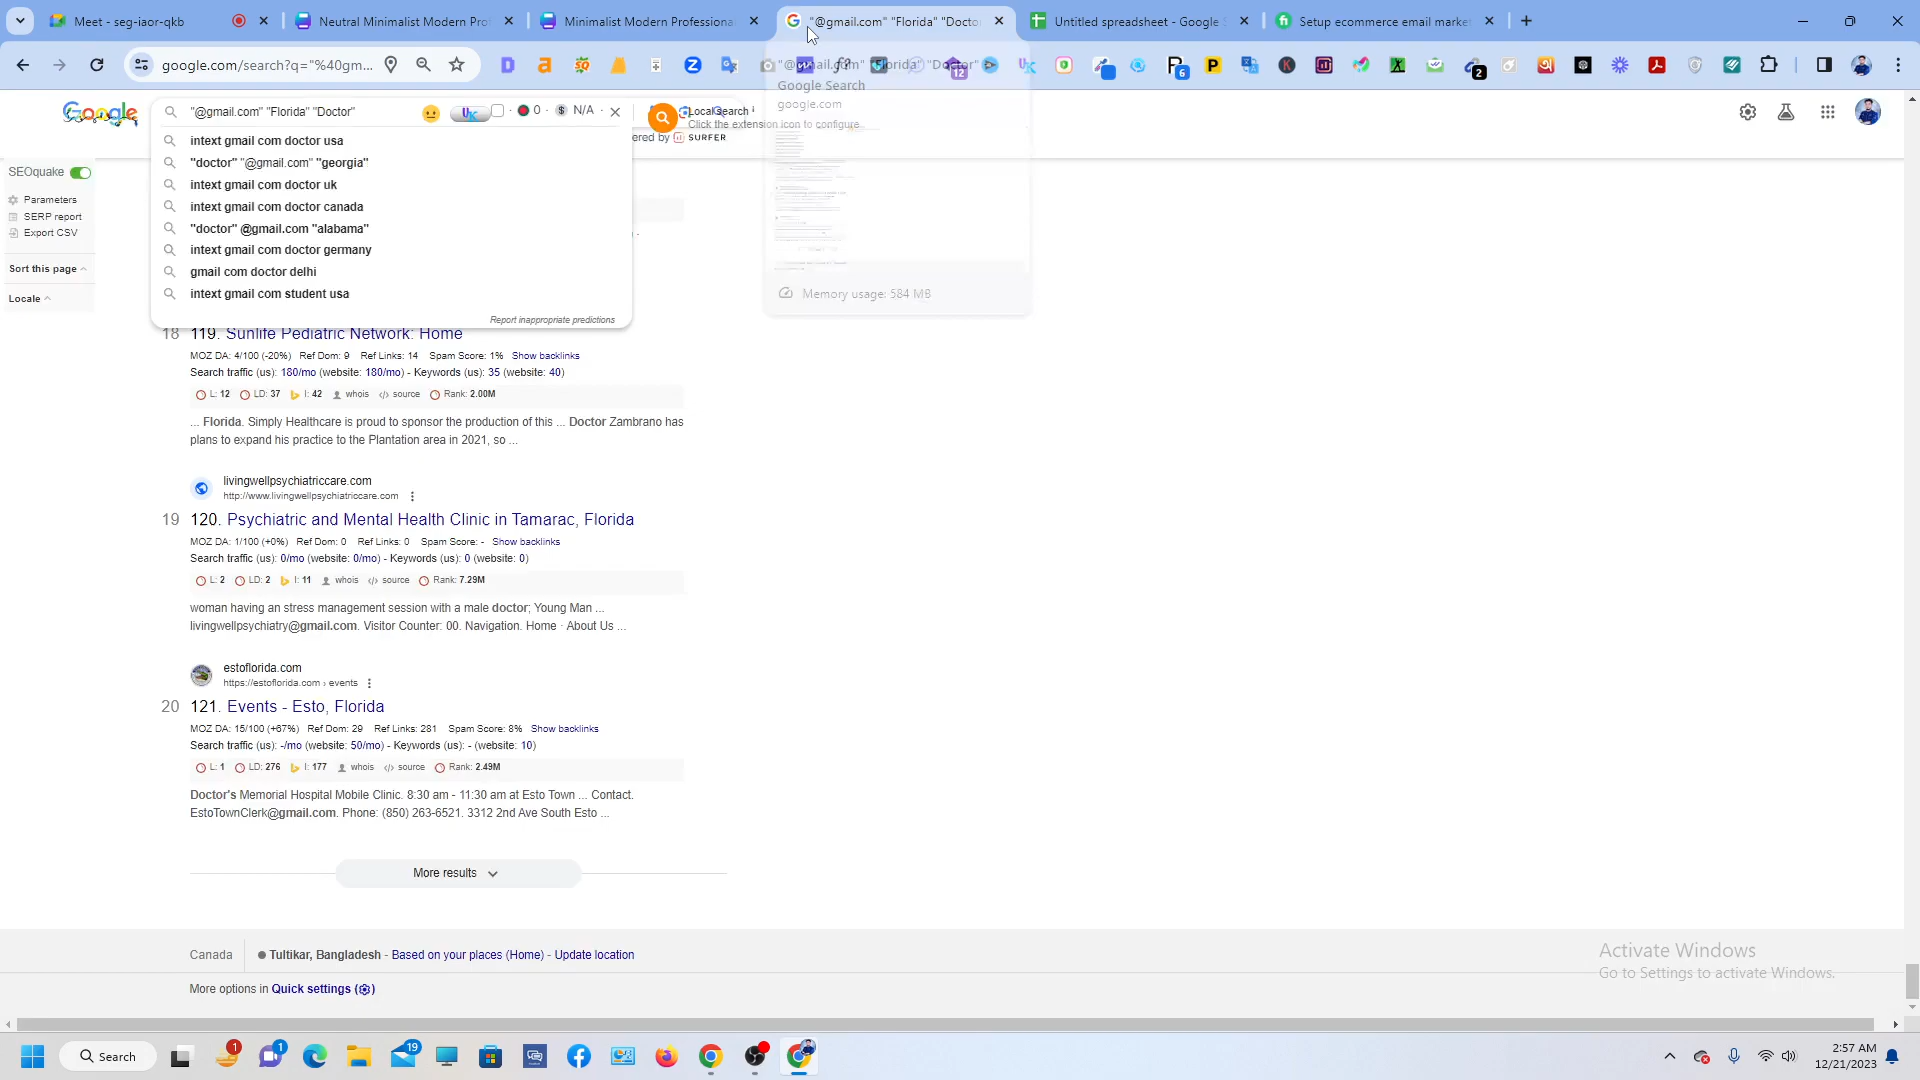 Meet - seg-iaor-qkb
Neutral Minimalist Modern Pro
Minimalist Modern Professiona
"@gmail.com" "Florida" "Docto
Untitled spreadsheet - Google S
Setup ecommerce email market
google.com/search?q="%40gm...
"@gmail.com" "Florida" "Doctor"
Google Search
google.com
Memory usage: 584 MB
Google
"@gmail.com" "Florida" "Doctor"
0
N/A
Local search
Click the extension icon to configure
ered by SURFER
intext gmail com doctor usa
"doctor" "@gmail.com" "georgia"
intext gmail com doctor uk
intext gmail com doctor canada
"doctor" @gmail.com "alabama"
intext gmail com doctor germany
gmail com doctor delhi
intext gmail com student usa
Report inappropriate predictions
SEOquake
Parameters
SERP report
Export CSV
Sort this page
Locale
18 119. Sunlife Pediatric Network: Home
MOZ DA: 4/100 (-20%) Ref Dom: 9 Ref Links: 14 Spam Score: 1% Show backlinks
Search traffic (us): 180/mo (website: 180/mo) - Keywords (us): 35 (website: 40)
L: 12 LD: 37 I: 42 whois source Rank: 2.00M
... Florida. Simply Healthcare is proud to sponsor the production of this ... Doctor Zambrano has
plans to expand his practice to the Plantation area in 2021, so ...
livingwellpsychiatriccare.com
http://www.livingwellpsychiatriccare.com
19 120. Psychiatric and Mental Health Clinic in Tamarac, Florida
MOZ DA: 1/100 (+0%) Ref Dom: 0 Ref Links: 0 Spam Score: - Show backlinks
Search traffic (us): 0/mo (website: 0/mo) - Keywords (us): 0 (website: 0)
L: 2 LD: 2 I: 11 whois source Rank: 7.29M
woman having an stress management session with a male doctor; Young Man ...
livingwellpsychiatry@gmail.com. Visitor Counter: 00. Navigation. Home · About Us ...
estoflorida.com
https://estoflorida.com › events
20 121. Events - Esto, Florida
MOZ DA: 15/100 (+67%) Ref Dom: 29 Ref Links: 281 Spam Score: 8% Show backlinks
Search traffic (us): -/mo (website: 50/mo) - Keywords (us): - (website: 10)
L: 1 LD: 276 I: 177 whois source Rank: 2.49M
Doctor's Memorial Hospital Mobile Clinic. 8:30 am - 11:30 am at Esto Town ... Contact.
EstoTownClerk@gmail.com. Phone: (850) 263-6521. 3312 2nd Ave South Esto ...
More results
Canada
Tultikar, Bangladesh - Based on your places (Home) - Update location
More options in Quick settings
Activate Windows
Go to Settings to activate Windows.
Search
1
1
19
2:57 AM
12/21/2023